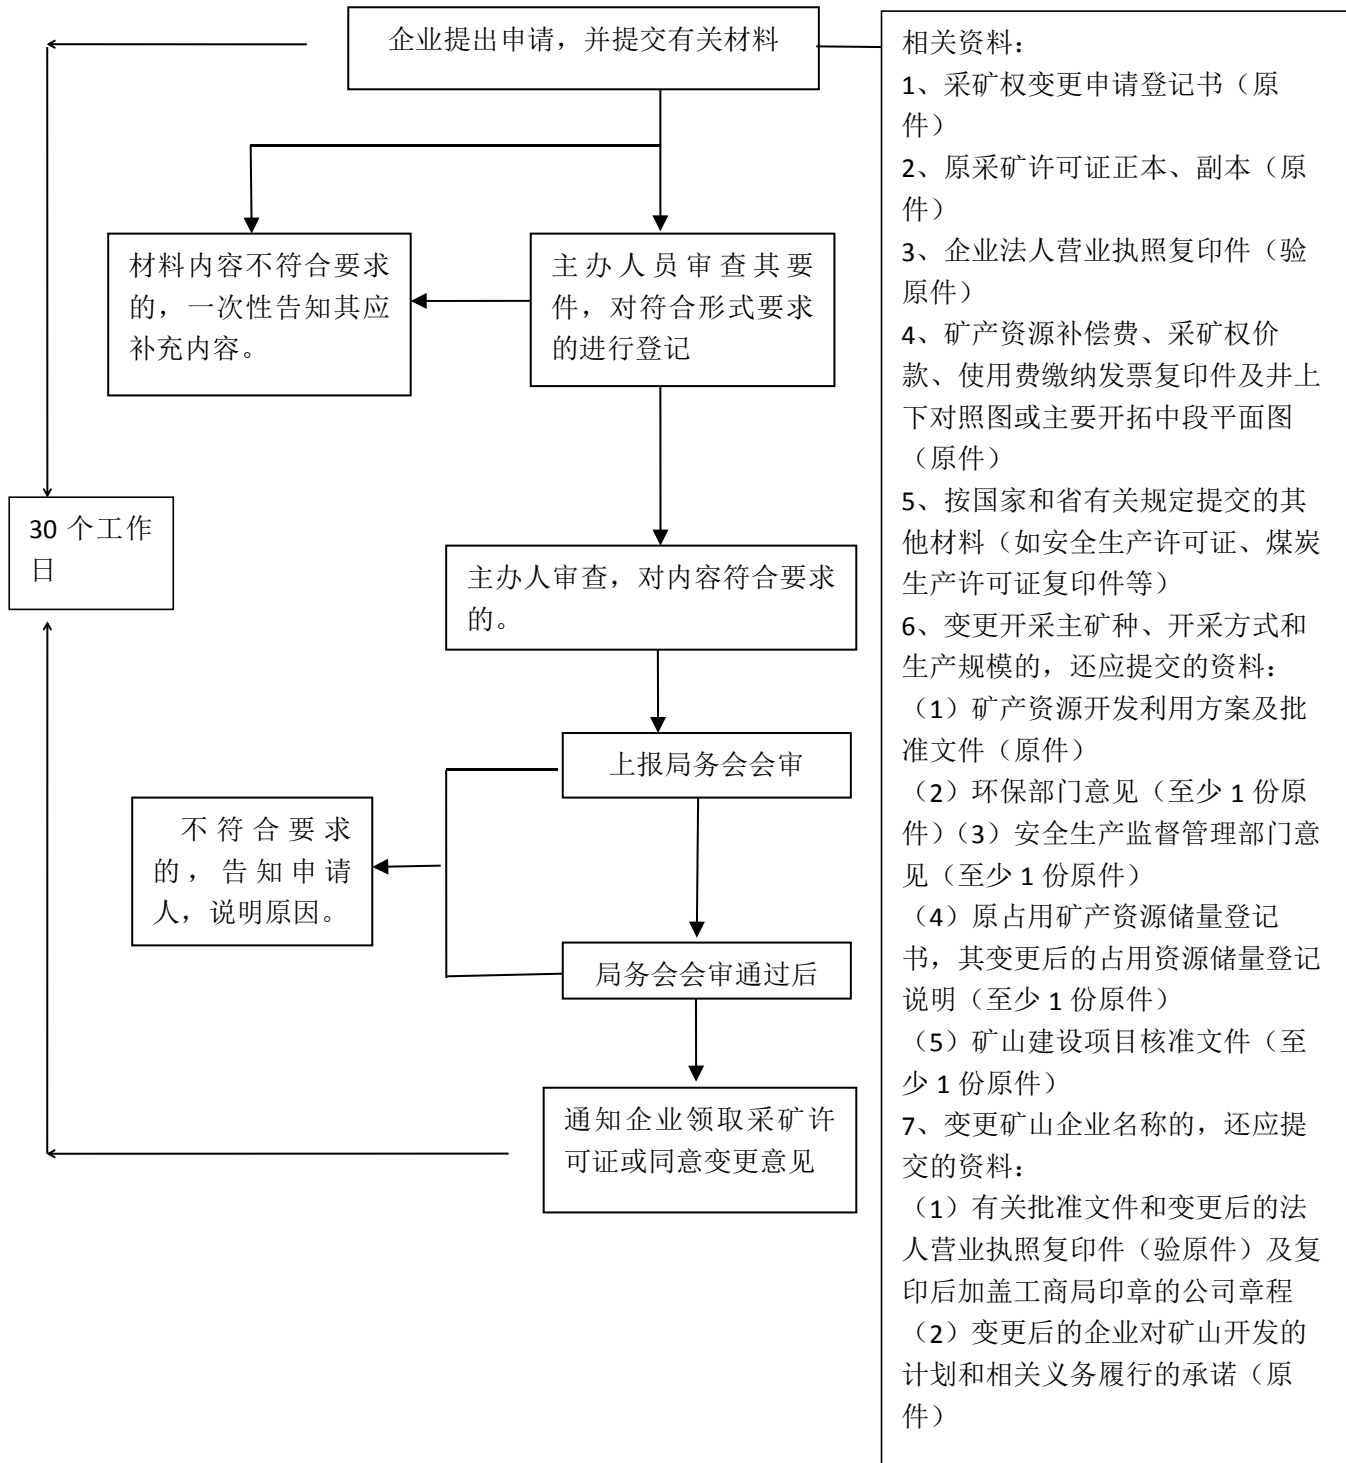 企业提出申请，并提交有关材料
材料内容不符合要求
的，一次性告知其应
补充内容。
主办人员审查其要
件，对符合形式要求
的进行登记
30 个工作
日
主办人审查，对内容符合要求
的。
上报局务会会审
不符合要求
的，告知申请
人，说明原因。
局务会会审通过后
通知企业领取采矿许
可证或同意变更意见
相关资料：
1、采矿权变更申请登记书（原
件）
2、原采矿许可证正本、副本（原
件）
3、企业法人营业执照复印件（验
原件）
4、矿产资源补偿费、采矿权价
款、使用费缴纳发票复印件及井上
下对照图或主要开拓中段平面图
（原件）
5、按国家和省有关规定提交的其
他材料（如安全生产许可证、煤炭
生产许可证复印件等）
6、变更开采主矿种、开采方式和
生产规模的，还应提交的资料：
（1）矿产资源开发利用方案及批
准文件（原件）
（2）环保部门意见（至少 1 份原
件）（3）安全生产监督管理部门意
见（至少 1 份原件）
（4）原占用矿产资源储量登记
书，其变更后的占用资源储量登记
说明（至少 1 份原件）
（5）矿山建设项目核准文件（至
少 1 份原件）
7、变更矿山企业名称的，还应提
交的资料：
（1）有关批准文件和变更后的法
人营业执照复印件（验原件）及复
印后加盖工商局印章的公司章程
（2）变更后的企业对矿山开发的
计划和相关义务履行的承诺（原
件）